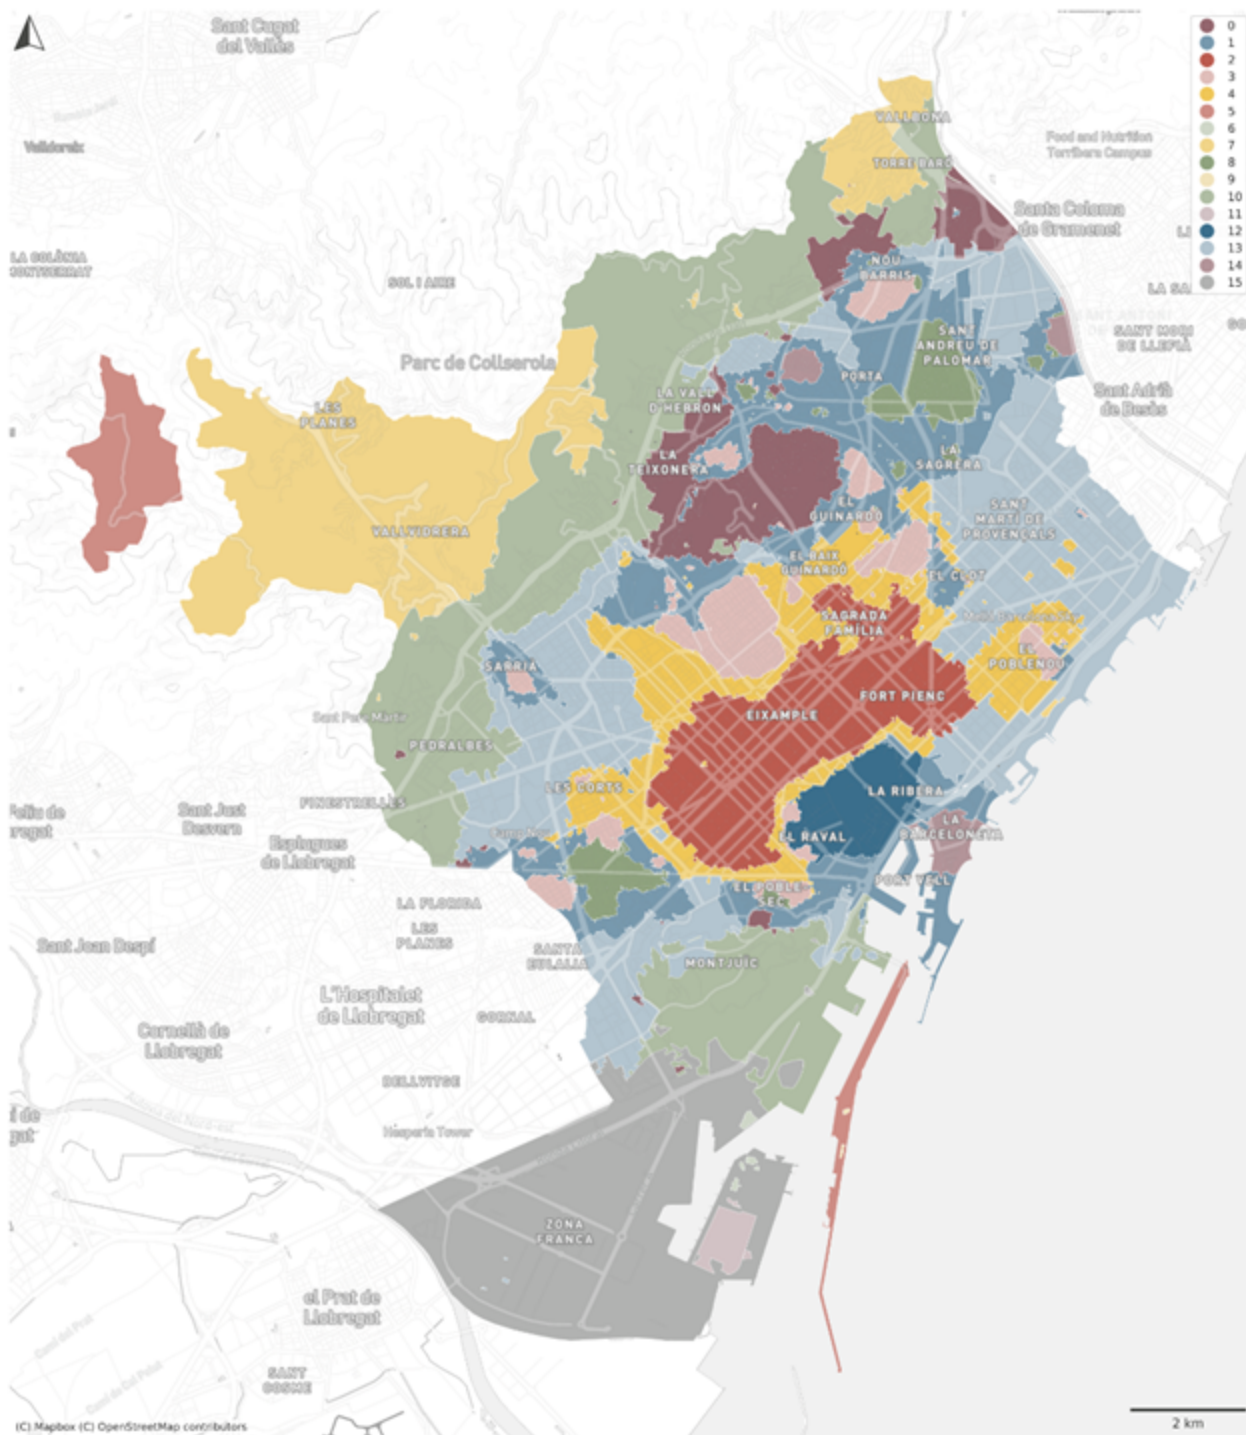 Sant Cugat
del Vallès
0
1
2
3
4
5
6
7
8
9
10
11
12
13
14
15
VALLBONA
Food and Nutrition
Torribera Campus
Valldoreix
TORRE BARÓ
Santa Coloma
de Gramenet
LA COLÒNIA
MONTSERRAT
SOL I AIRE
NOU
BARRIS
SANT
ANDREU DE
PALOMAR
SANT MORI
DE LLEFIÀ
Parc de Collserola
PORTA
LA VALL
D'HEBRON
Sant Adrià
de Besòs
LES
PLANES
LA
TEIXONERA
LA
SAGRERA
EL
GUINARDÓ
SANT
MARTÍ DE
PROVENÇALS
VALLVIDRERA
EL BAIX
GUINARDÓ
EL CLOT
SAGRADA
FAMÍLIA
SARRIÀ
EL
POBLENOU
FORT PIENC
EIXAMPLE
Sant Pere Màrtir
PEDRALBES
LES CORTS
LA RIBERA
FINESTRELLES
Feliu de
bregat
Sant Just
Desvern
LA
BARCELONETA
Camp Nou
EL RAVAL
Esplugues
de Llobregat
PORT VELL
EL POBLE-
SEC
LA FLORIDA
LES
PLANES
Sant Joan Despí
SANTA
EULALIA
MONTJUÏC
L'Hospitalet
de Llobregat
GORNAL
Cornellà de
Llobregat
BELLVITGE
Hesperia Tower
ZONA
FRANCA
el Prat de
Llobregat
SANT
COSME
(C) Mapbox (C) OpenStreetMap contributors
2 km